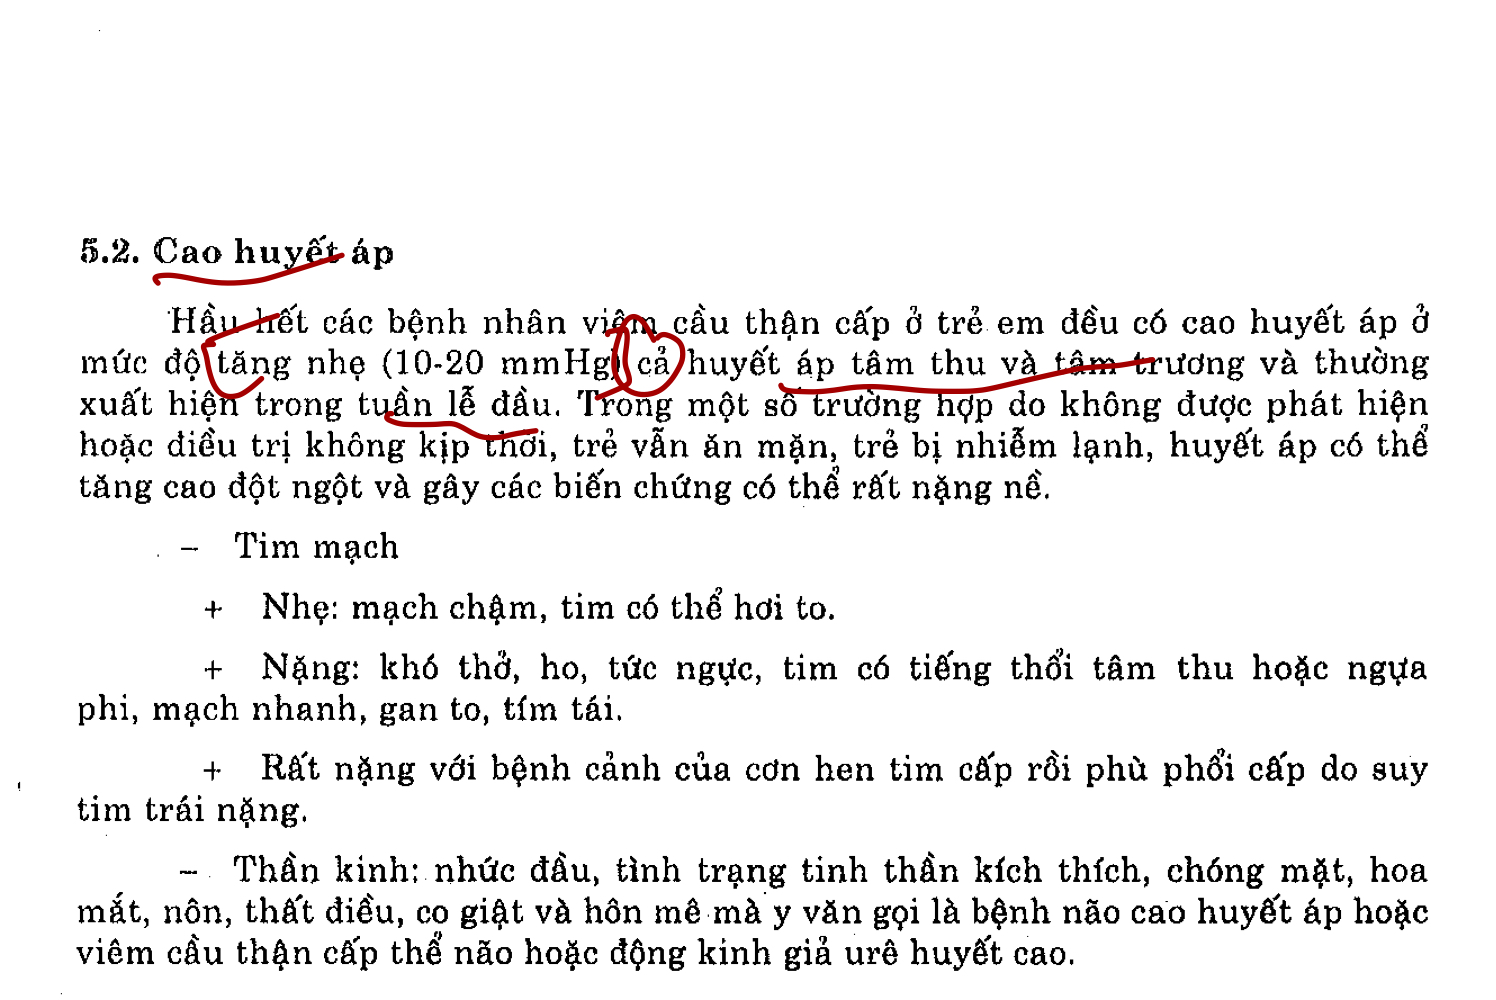 5.2. Cao huyết áp
Hầu hết các bệnh nhân viêm cầu thận cấp ở trẻ em đều có cao huyết áp ở
mức độ tăng nhẹ (10-20 mmHg) cả huyết áp tâm thu và tâm trương và thường
xuất hiện trong tuần lễ đầu. Trong một số trường hợp do không được phát hiện
hoặc điều trị không kịp thời, trẻ vẫn ăn mặn, trẻ bị nhiễm lạnh, huyết áp có thể
tăng cao đột ngột và gây các biến chứng có thể rất nặng nề.
– Tim mạch
+ Nhẹ: mạch chậm, tim có thể hơi to.
+ Nặng: khó thở, ho, tức ngực, tim có tiếng thổi tâm thu hoặc ngựa
phi, mạch nhanh, gan to, tím tái.
+ Rất nặng với bệnh cảnh của cơn hen tim cấp rồi phù phổi cấp do suy
tim trái nặng.
– Thần kinh: nhức đầu, tình trạng tinh thần kích thích, chóng mặt, hoa
mắt, nôn, thất điều, co giật và hôn mê mà y văn gọi là bệnh não cao huyết áp hoặc
viêm cầu thận cấp thể não hoặc động kinh giả urê huyết cao.